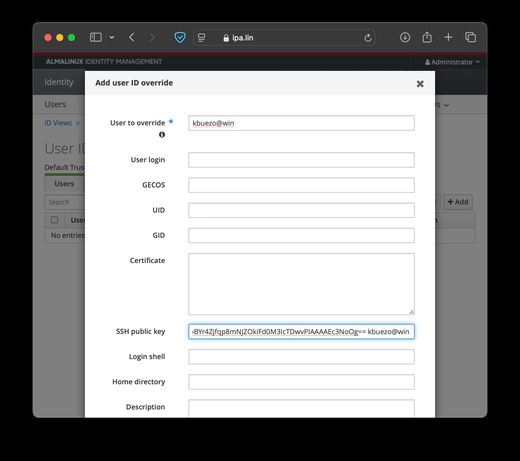 ipa.lin
ALMALINUX IDENTITY MANAGEMENT
Administrator
Identity
Users
ID Views »
User ID
Default Trus
Users
Search
Add
User
No entries
Add user ID override
User to override *
kbuezo@win
User login
GECOS
UID
GID
Certificate
SSH public key
BYr4Zjfqp8mNJZOkiFd0M3IcTDwvPIAAAAEc3NoOg== kbuezo@win
Login shell
Home directory
Description